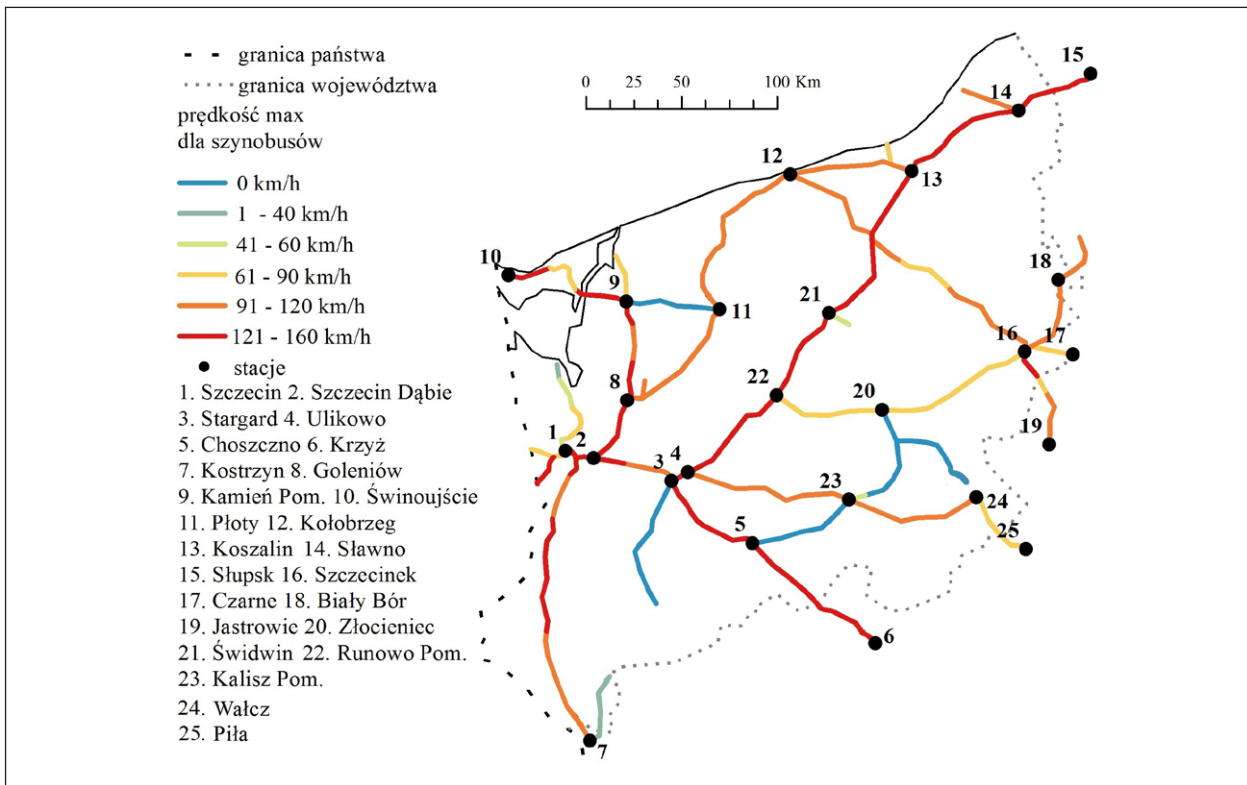 granica państwa
granica województwa
prędkość max
dla szynobusów
0 km/h
1 - 40 km/h
41 - 60 km/h
61 - 90 km/h
91 - 120 km/h
121 - 160 km/h
stacje
1. Szczecin 2. Szczecin Dąbie
3. Stargard 4. Ulikowo
5. Choszczno 6. Krzyż
7. Kostrzyn 8. Goleniów
9. Kamień Pom. 10. Świnoujście
11. Płoty 12. Kołobrzeg
13. Koszalin 14. Sławno
15. Słupsk 16. Szczecinek
17. Czarne 18. Biały Bór
19. Jastrowie 20. Złocieniec
21. Świdwin 22. Runowo Pom.
23. Kalisz Pom.
24. Wałcz
25. Piła
0 25 50 100 Km
15
14
12
13
10
18
9
11
21
16 17
22
8
20
19
1 2
3 4
23
24
5
25
6
7